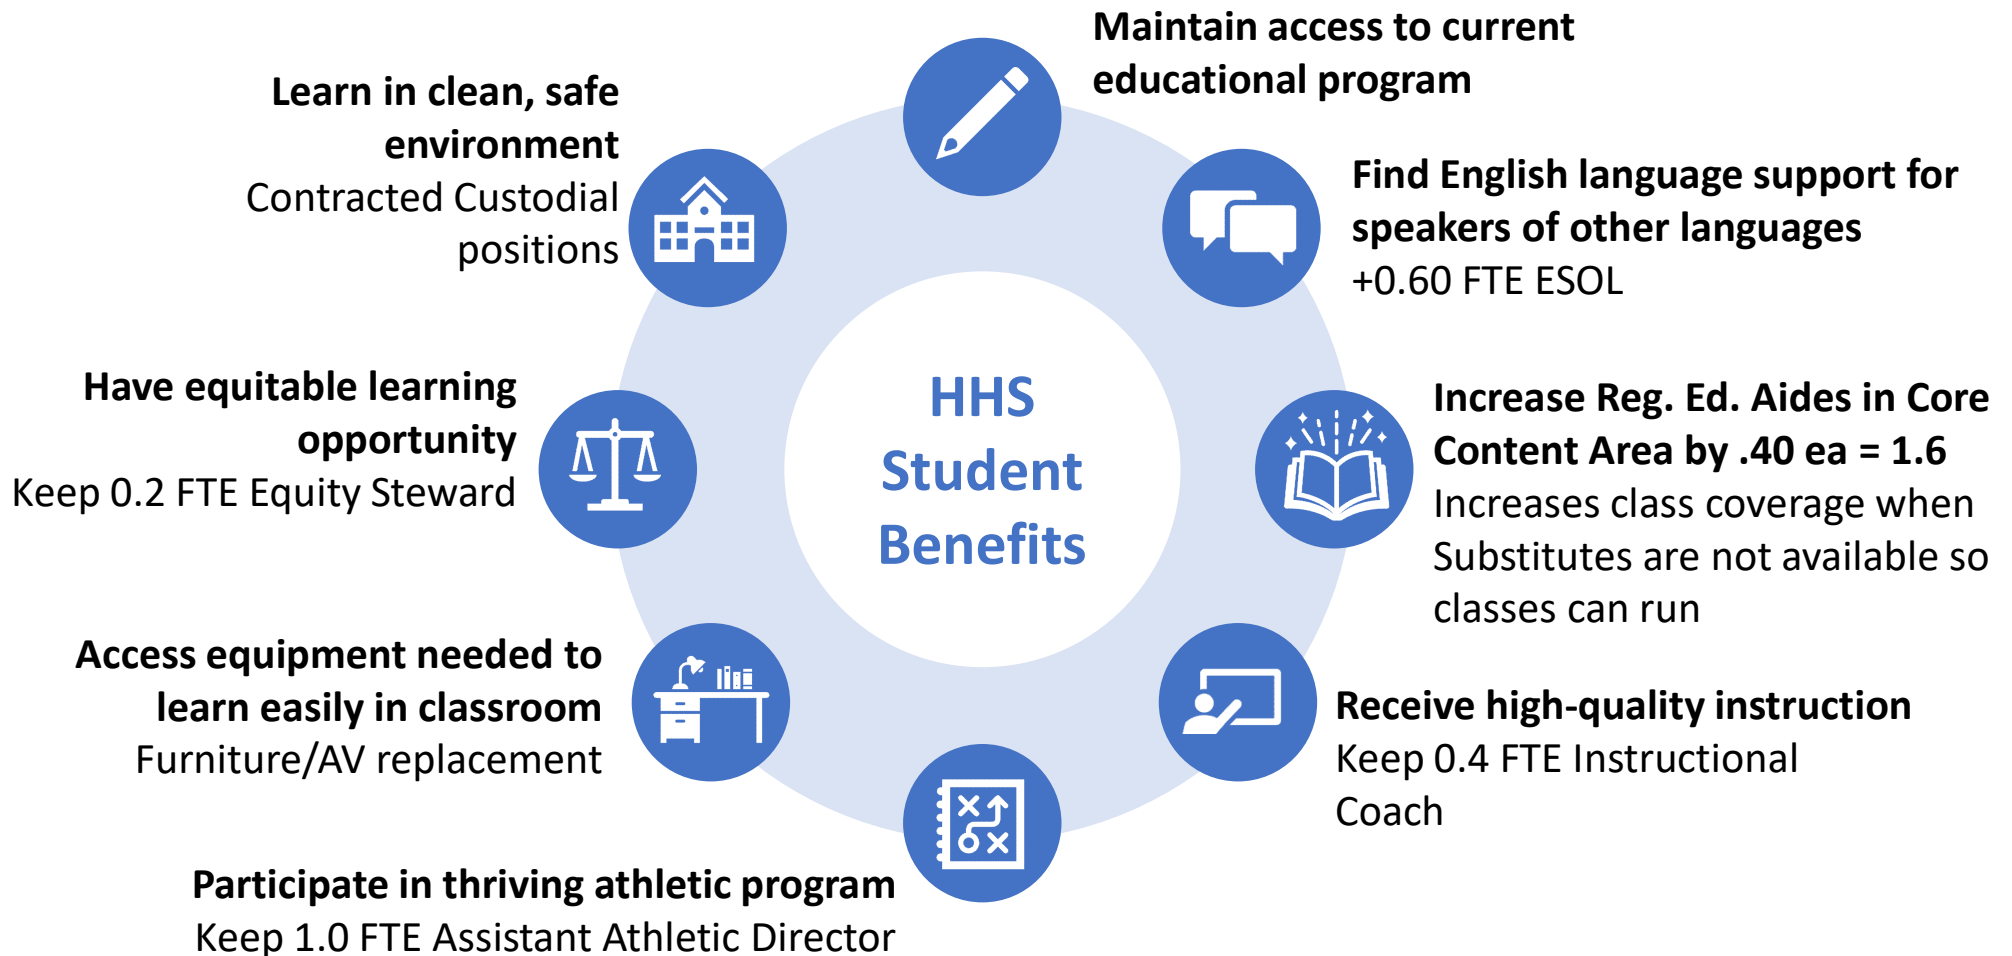 Maintain access to current
educational program
Find English language support for
speakers of other languages
+0.60 FTE ESOL
Increase Reg. Ed. Aides in Core
Content Area by .40 ea = 1.6
Increases class coverage when
Substitutes are not available so
classes can run
Receive high-quality instruction
Keep 0.4 FTE Instructional
Coach
Participate in thriving athletic program
Keep 1.0 FTE Assistant Athletic Director
Access equipment needed to
learn easily in classroom
Furniture/AV replacement
Have equitable learning
opportunity
Keep 0.2 FTE Equity Steward
Learn in clean, safe
environment
Contracted Custodial
positions
HHS
Student
Benefits